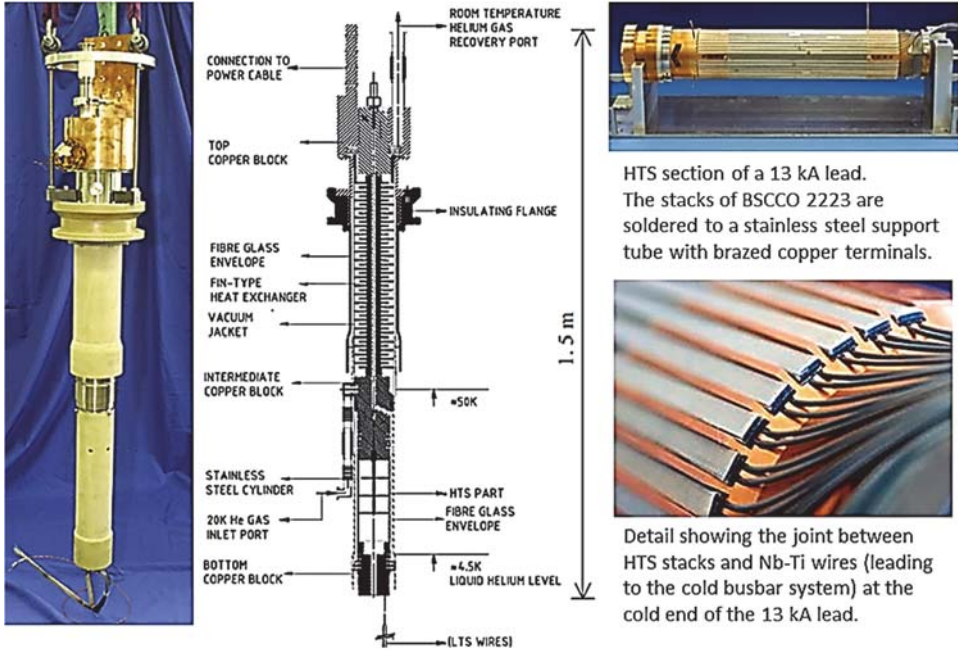 ROOM TEMPERATURE
HELIUM GAS
RECOVERY PORT
CONNECTION TO
POWER CABLE
TOP
COPPER BLOCK
INSULATING FLANGE
FIBRE GLASS
ENVELOPE
FIN-TYPE
HEAT EXCHANGER
VACUUM
JACKET
INTERMEDIATE
COPPER BLOCK
≈50K
STAINLESS
STEEL CYLINDER
HTS PART
20K He GAS
INLET PORT
FIBRE GLASS
ENVELOPE
BOTTOM
COPPER BLOCK
≈4.5K
LIQUID HELIUM LEVEL
(LTS WIRES)
1.5 m
HTS section of a 13 kA lead.
The stacks of BSCCO 2223 are
soldered to a stainless steel support
tube with brazed copper terminals.
Detail showing the joint between
HTS stacks and Nb-Ti wires (leading
to the cold busbar system) at the
cold end of the 13 kA lead.